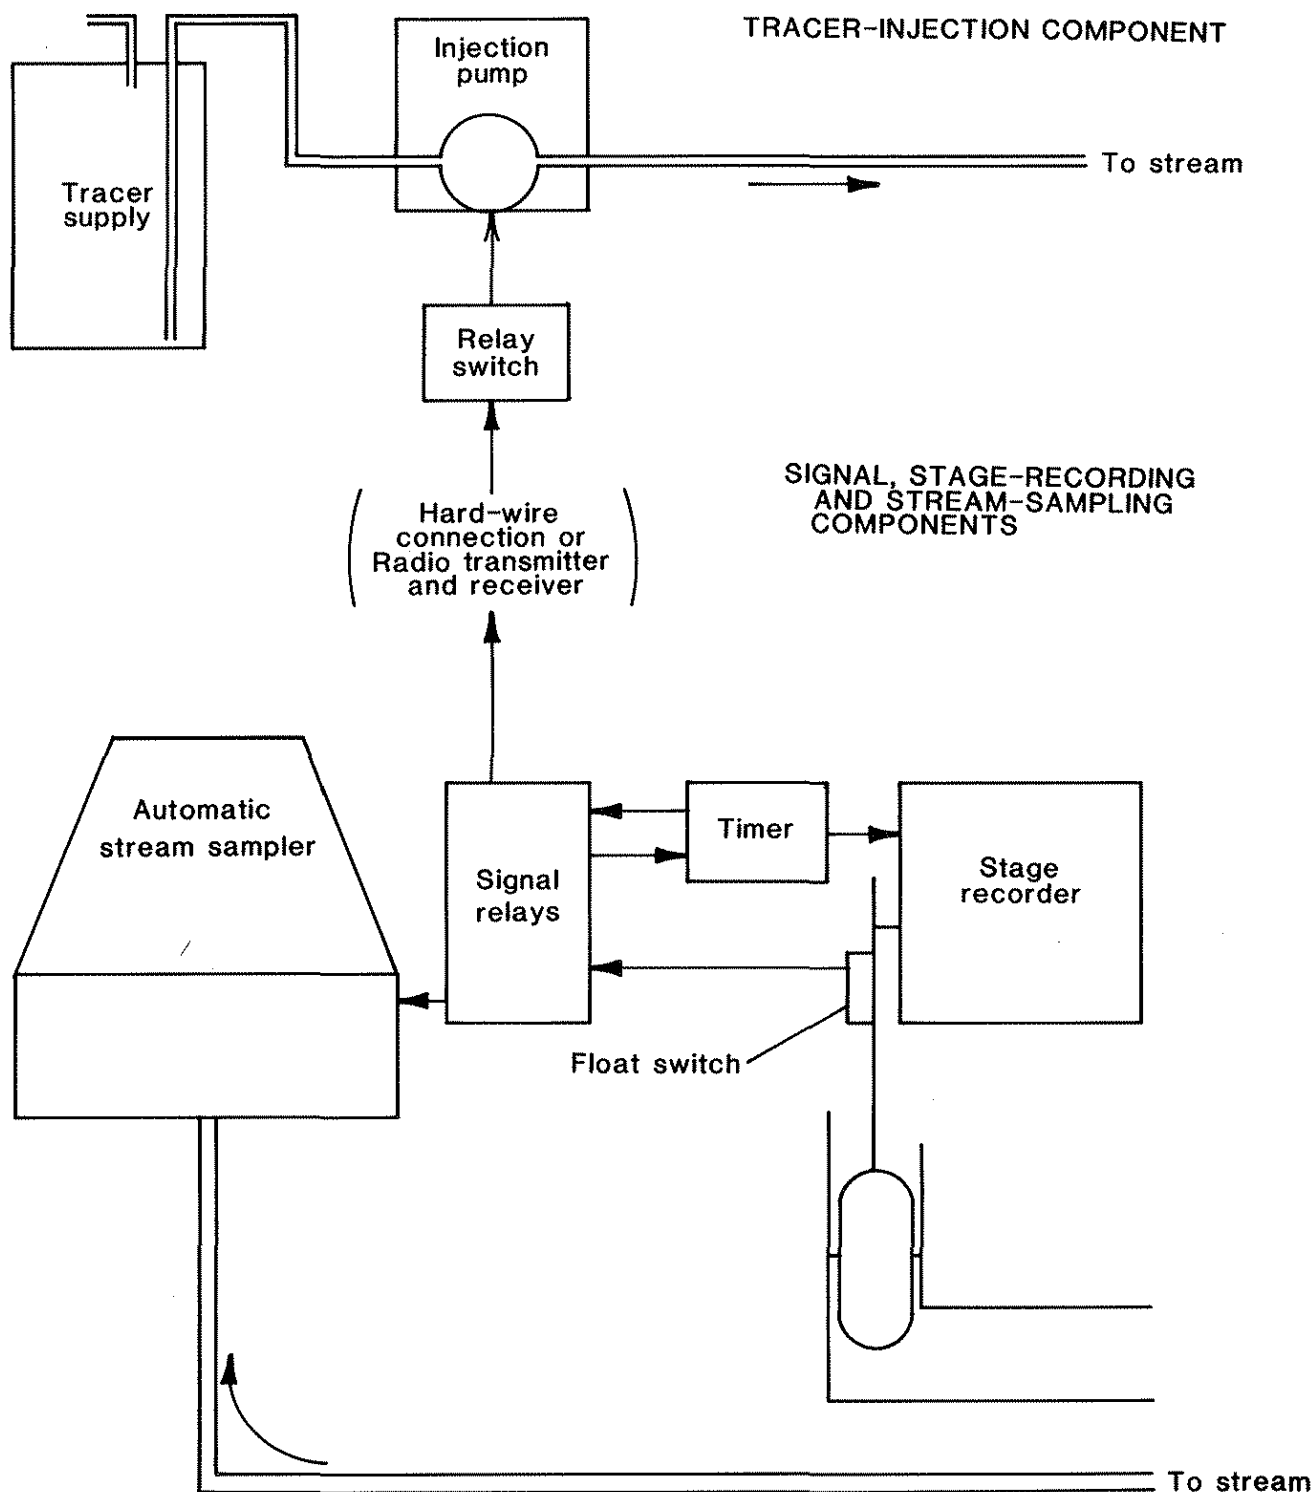 TRACER-INJECTION COMPONENT
Injection
pump
To stream
Tracer
supply
Relay
switch
SIGNAL, STAGE-RECORDING
AND STREAM-SAMPLING
COMPONENTS
Hard-wire
connection or
Radio transmitter
and receiver
Automatic
stream sampler
Signal
relays
Timer
Stage
recorder
Float switch
To stream